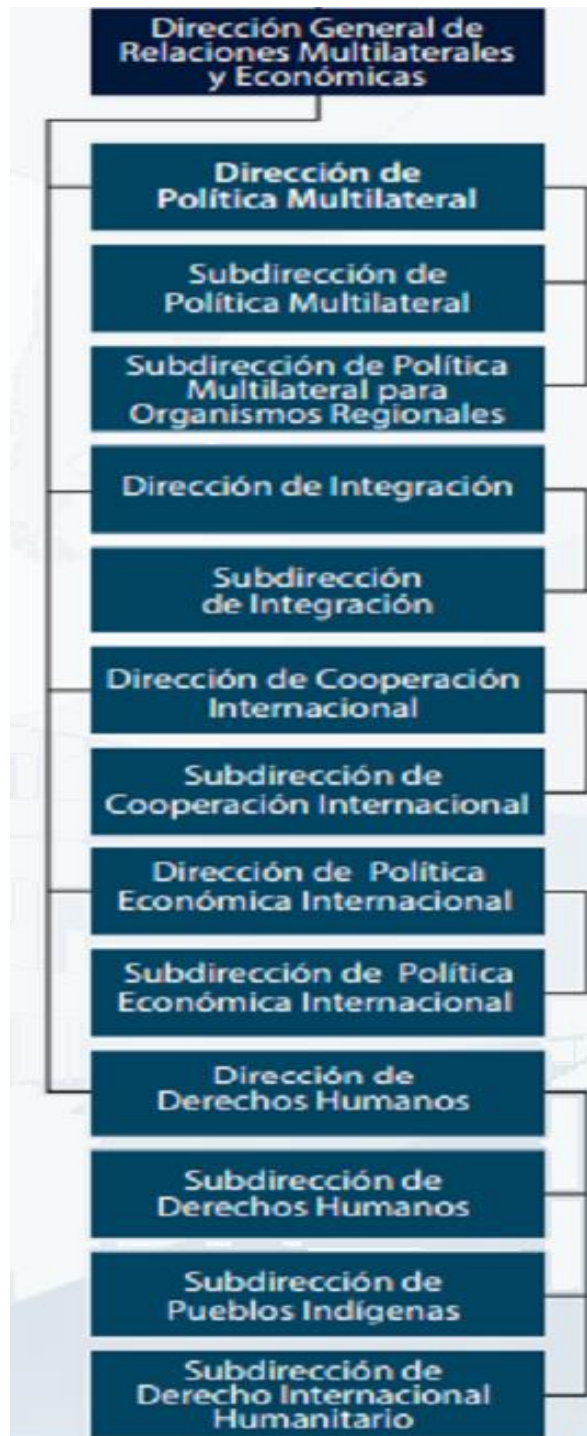 Dirección General de
Relaciones Multilaterales
y Económicas
Dirección de
Política Multilateral
Subdirección de
Política Multilateral
Subdirección de Política
Multilateral para
Organismos Regionales
Dirección de Integración
Subdirección
de Integración
Dirección de Cooperación
Internacional
Subdirección de
Cooperación Internacional
Dirección de Política
Económica Internacional
Subdirección de Política
Económica Internacional
Dirección de
Derechos Humanos
Subdirección de
Derechos Humanos
Subdirección de
Pueblos Indígenas
Subdirección de
Derecho Internacional
Humanitario